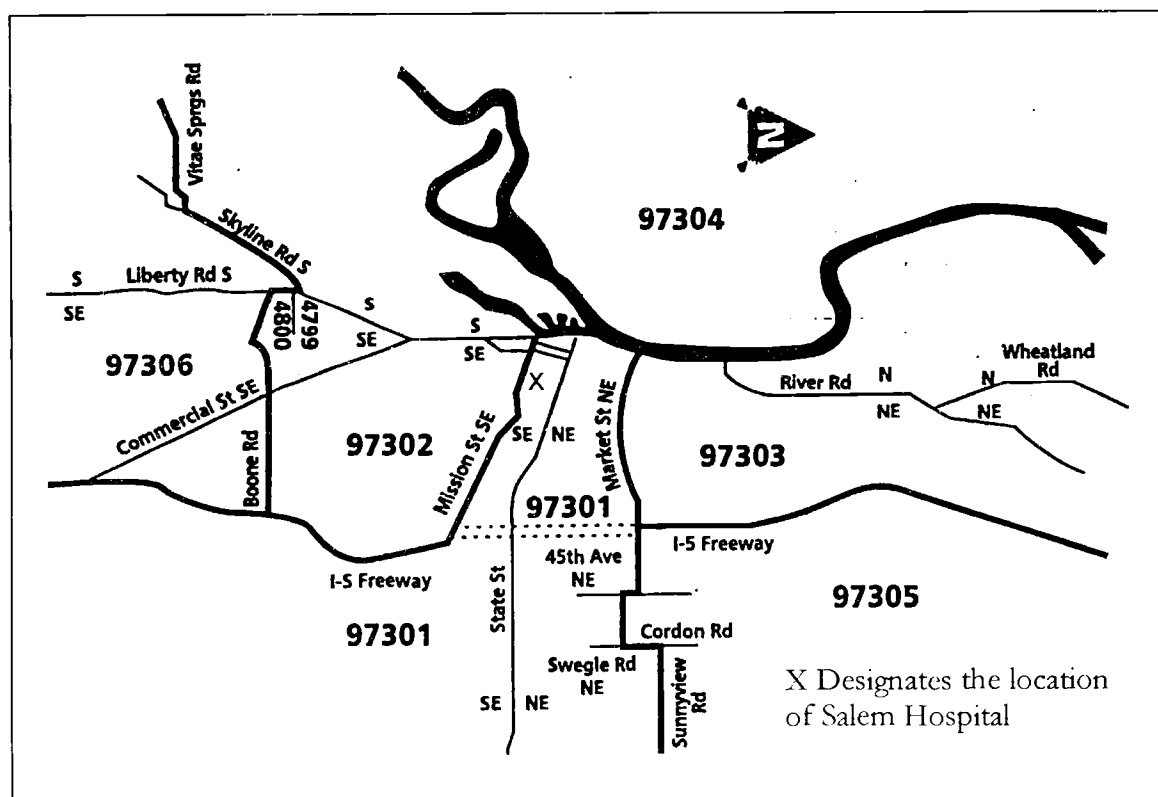 Vitae Sprgs Rd
N
97304
Skyline Rd S
S
Liberty Rd S
SE
4800
4799
S
SE
S
SE
97306
Commercial St SE
Boone Rd
97302
X
Mission St SE
SE
NE
97301
Market St NE
River Rd
N
NE
N
NE
Wheatland
Rd
97303
I-5 Freeway
I-5 Freeway
97301
State St
45th Ave
NE
Cordon Rd
Swegle Rd
NE
SE
NE
Sunnyview
Rd
97305
X Designates the location
of Salem Hospital